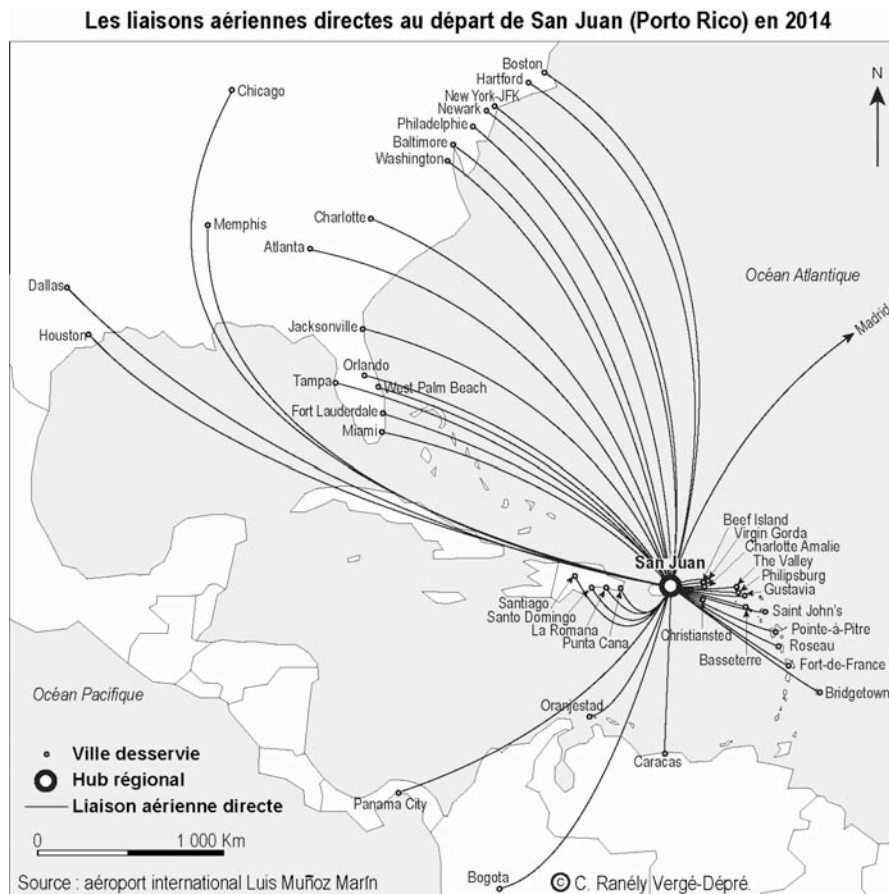 Les liaisons aériennes directes au départ de San Juan (Porto Rico) en 2014
Boston
Hartford
N
Chicago
New York-JFK
Newark
Philadelphie
Baltimore
Washington
Memphis
Charlotte
Atlanta
Océan Atlantique
Dallas
Madrid
Houston
Jacksonville
Orlando
Tampa
West Palm Beach
Fort Lauderdale
Miami
Beef Island
Virgin Gorda
Charlotte Amalie
The Valley
San Juan
Philipsburg
Gustavia
Santiago
Saint John's
Santo Domingo
La Romana
Christiansted
Pointe-à-Pitre
Punta Cana
Roseau
Basseterre
Fort-de-France
Océan Pacifique
Bridgetown
Oranjestad
Ville desservie
Caracas
Hub régional
Liaison aérienne directe
Panama City
0 1 000 Km
Bogota
Source : aéroport international Luis Muñoz Marín
© C. Ranély Vergé-Dépré.